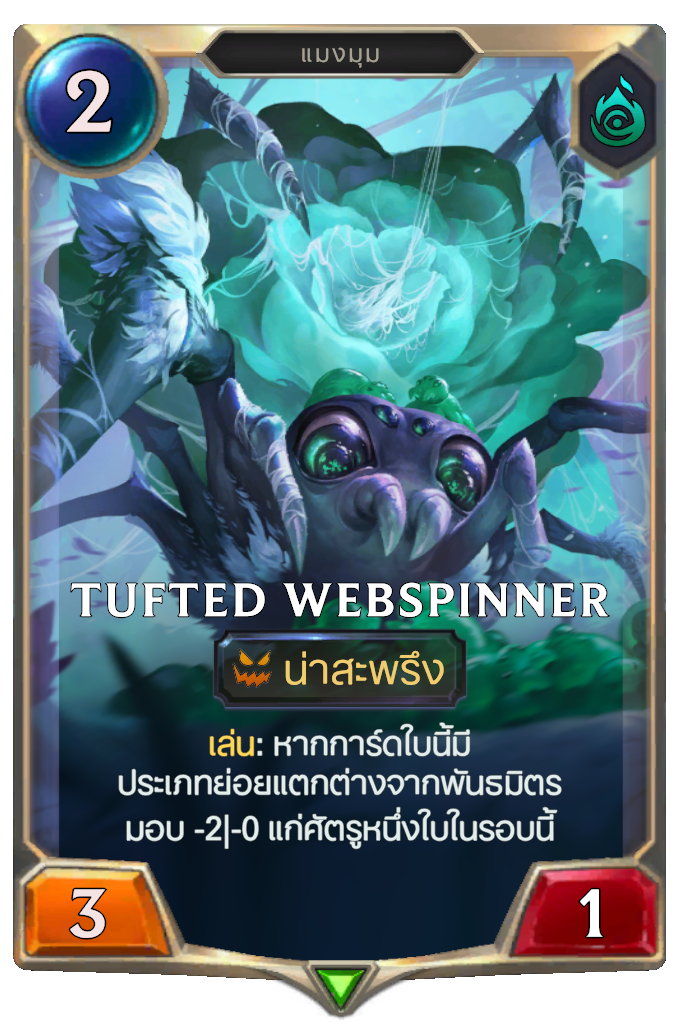 แมงมุม
2
TUFTED WEBSPINNER
น่าสะพรึง
เล่น: หากการ์ดใบนี้มี
ประเภทย่อยแตกต่างจากพันธมิตร
มอบ -2|-0 แก่ศัตรูหนึ่งใบในรอบนี้
3
1